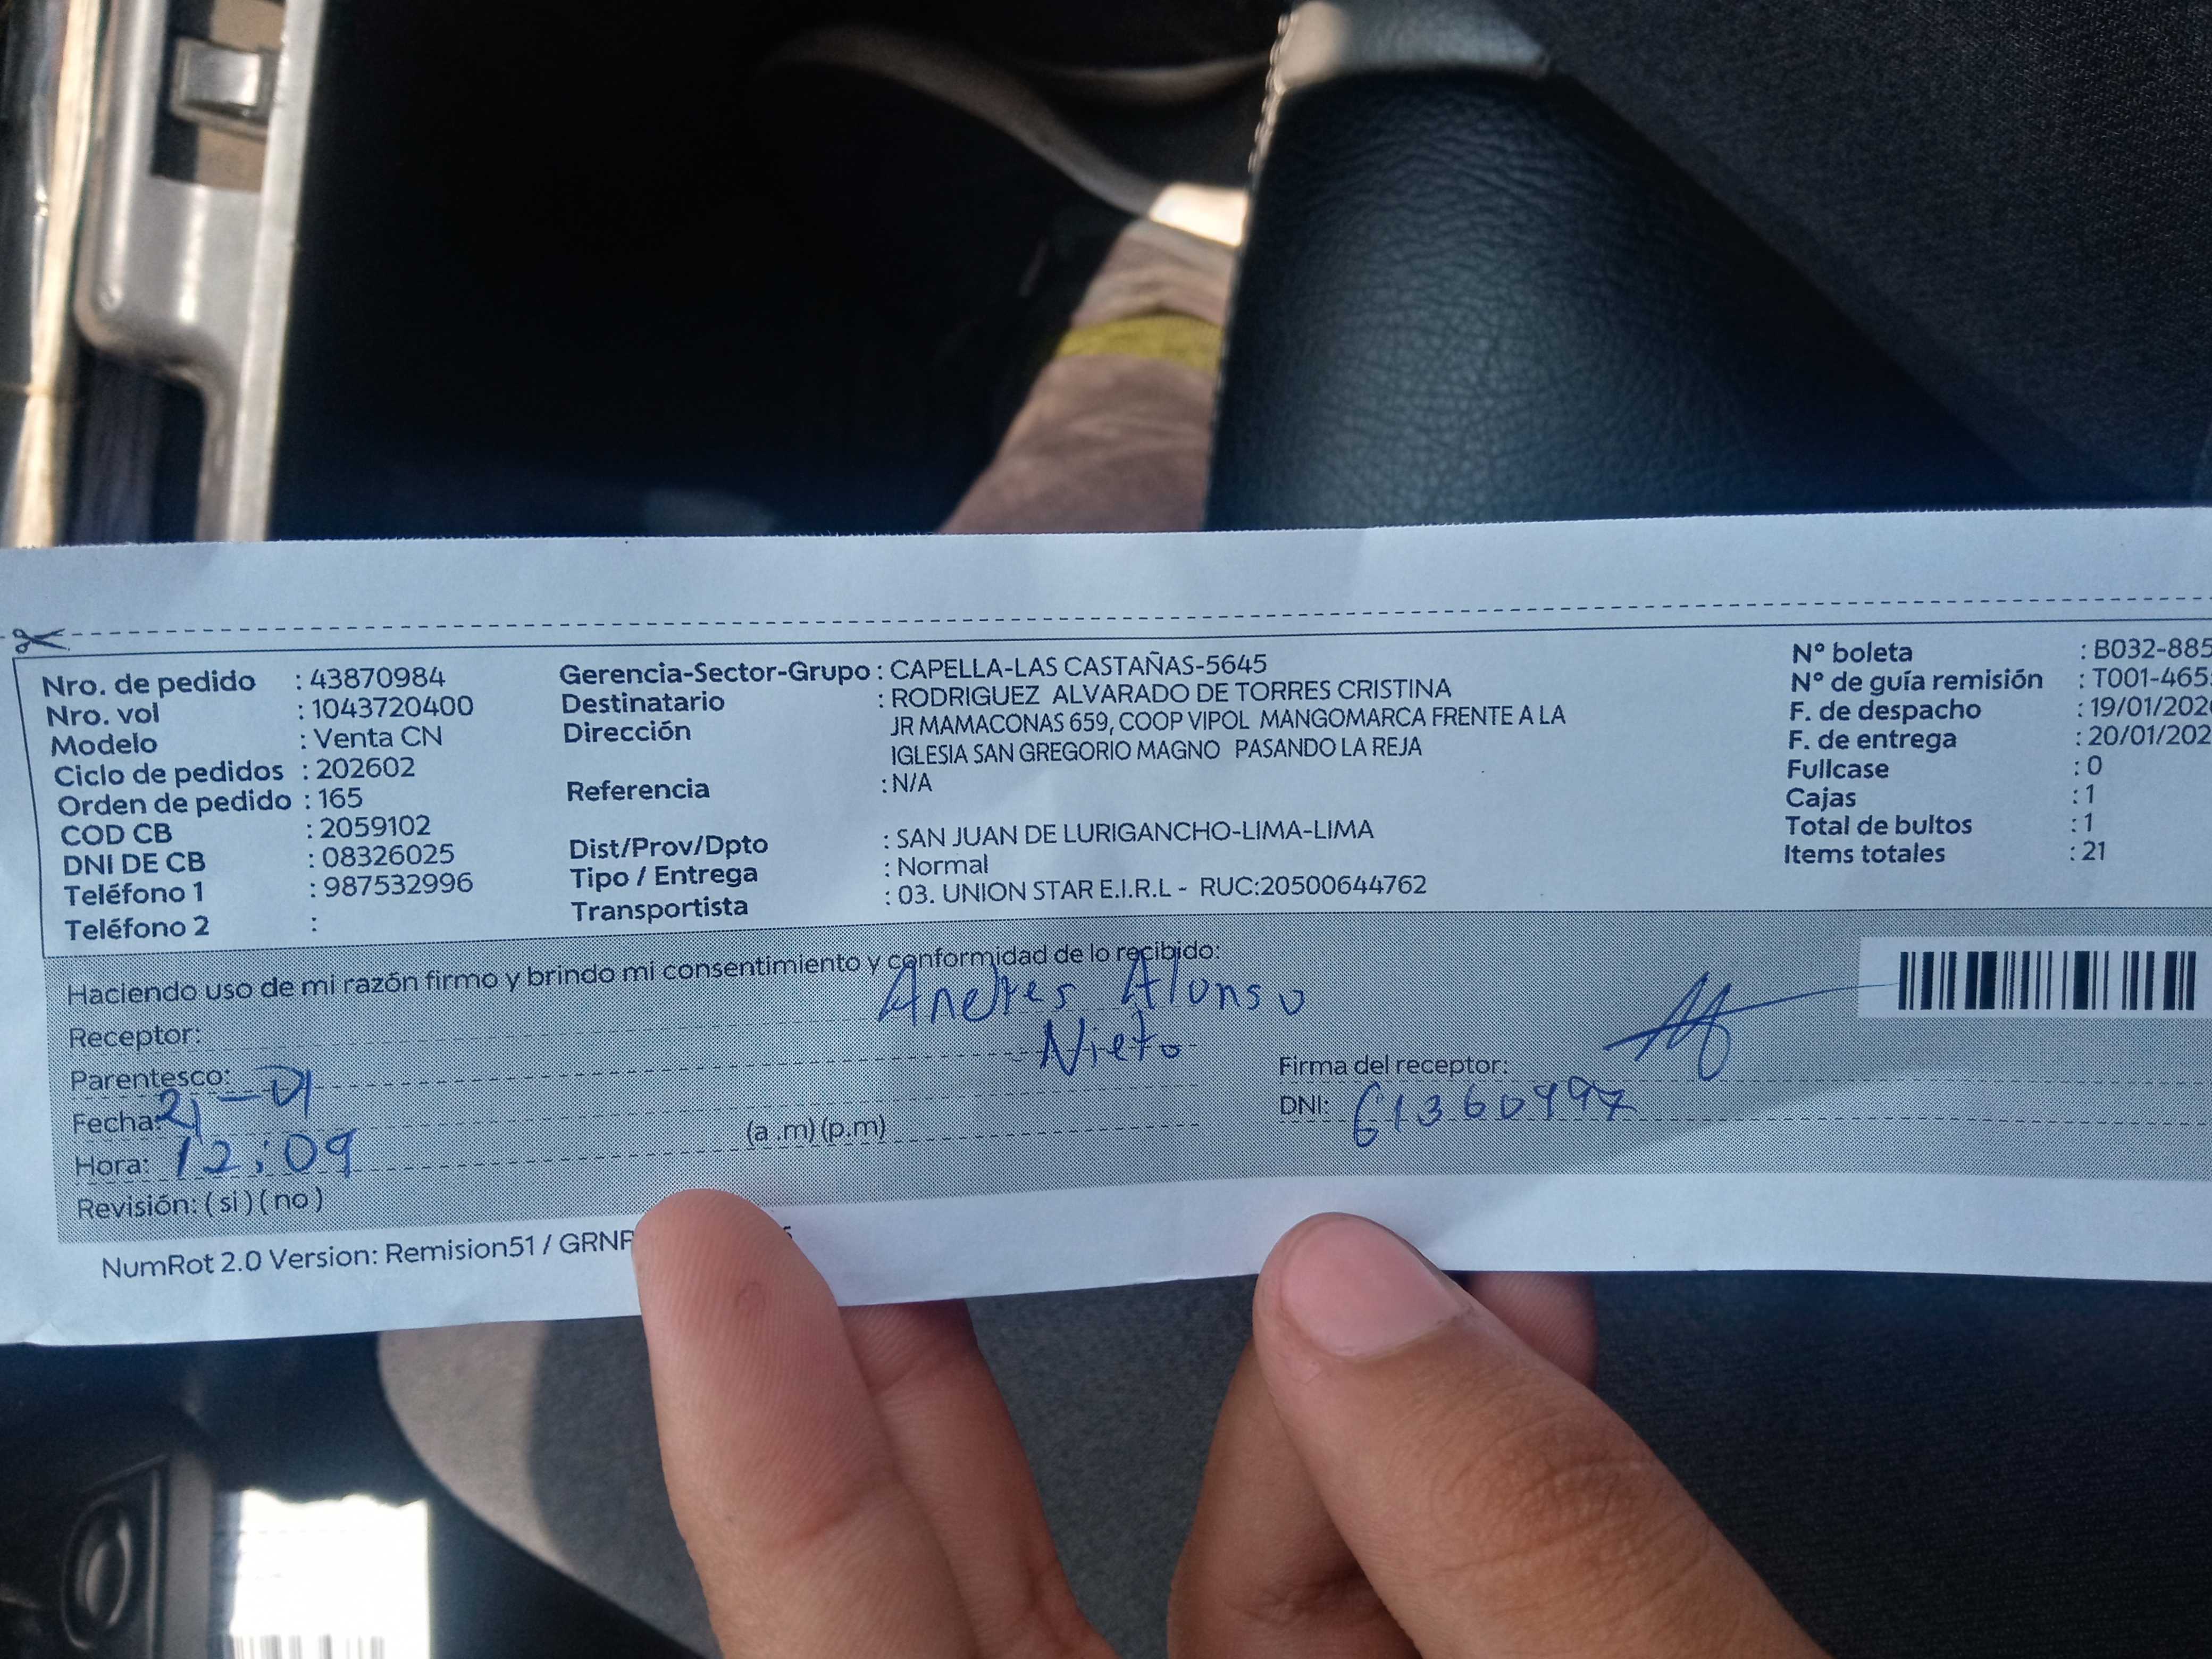 Nro. de pedido : 43870984
Nro. vol : 1043720400
Modelo : Venta CN
Ciclo de pedidos : 202602
Orden de pedido : 165
COD CB : 2059102
DNI DE CB : 08326025
Teléfono 1 : 987532996
Teléfono 2 :
Gerencia-Sector-Grupo : CAPELLA-LAS CASTAÑAS-5645
Destinatario : RODRIGUEZ ALVARADO DE TORRES CRISTINA
Dirección JR MAMACONAS 659, COOP VIPOL MANGOMARCA FRENTE A LA
IGLESIA SAN GREGORIO MAGNO PASANDO LA REJA
Referencia : N/A
Dist/Prov/Dpto : SAN JUAN DE LURIGANCHO-LIMA-LIMA
Tipo / Entrega : Normal
Transportista : 03. UNION STAR E.I.R.L - RUC:20500644762
N° boleta : B032-885
N° de guía remisión : T001-465
F. de despacho : 19/01/202
F. de entrega : 20/01/202
Fullcase : 0
Cajas : 1
Total de bultos : 1
Items totales : 21
Haciendo uso de mi razón firmo y brindo mi consentimiento y conformidad de lo recibido:
Receptor: Andres Alonso
Nieto
Parentesco:
Fecha: 21-01
Hora: 12:09 (a .m) (p.m)
Revisión: ( si ) ( no )
Firma del receptor:
DNI: 61360997
NumRot 2.0 Version: Remision51 / GRNP